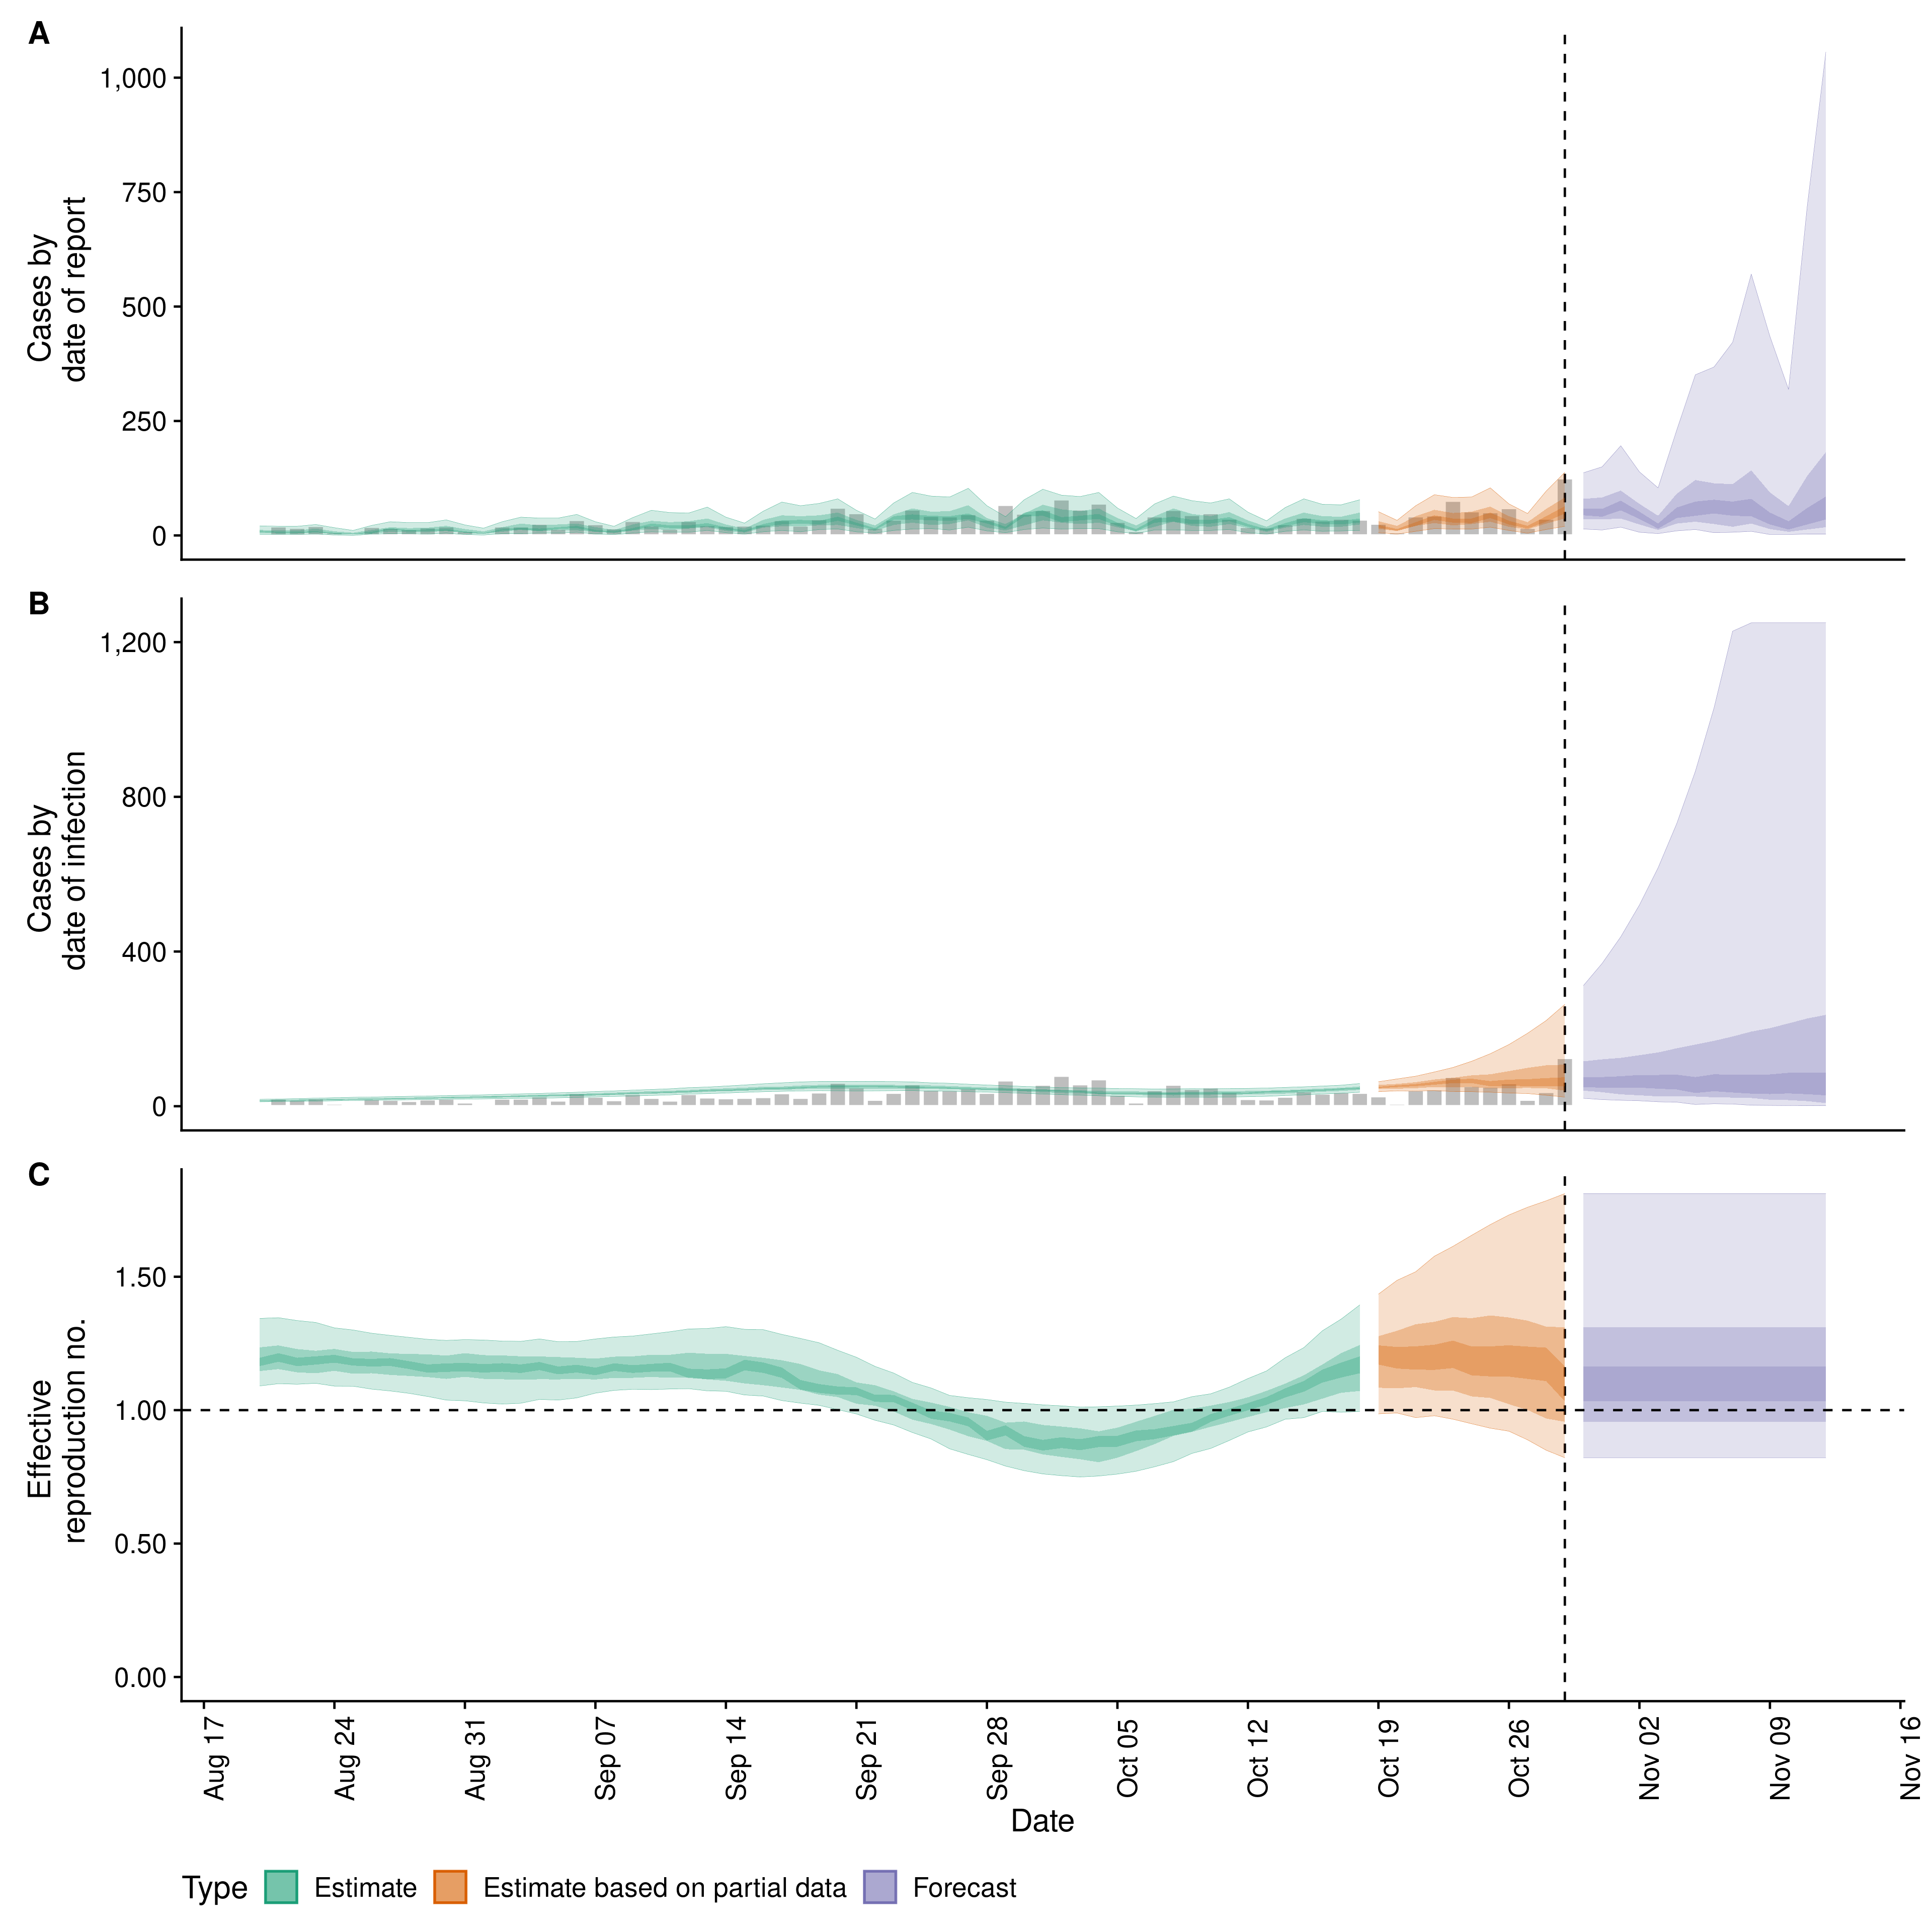 A
Cases by
date of report
1,000
750
500
250
0
B
Cases by
date of infection
1,200
800
400
0
C
Effective
reproduction no.
1.50
1.00
0.50
0.00
Aug 17
Aug 24
Aug 31
Sep 07
Sep 14
Sep 21
Sep 28
Oct 05
Oct 12
Oct 19
Oct 26
Nov 02
Nov 09
Nov 16
Date
Type Estimate Estimate based on partial data Forecast